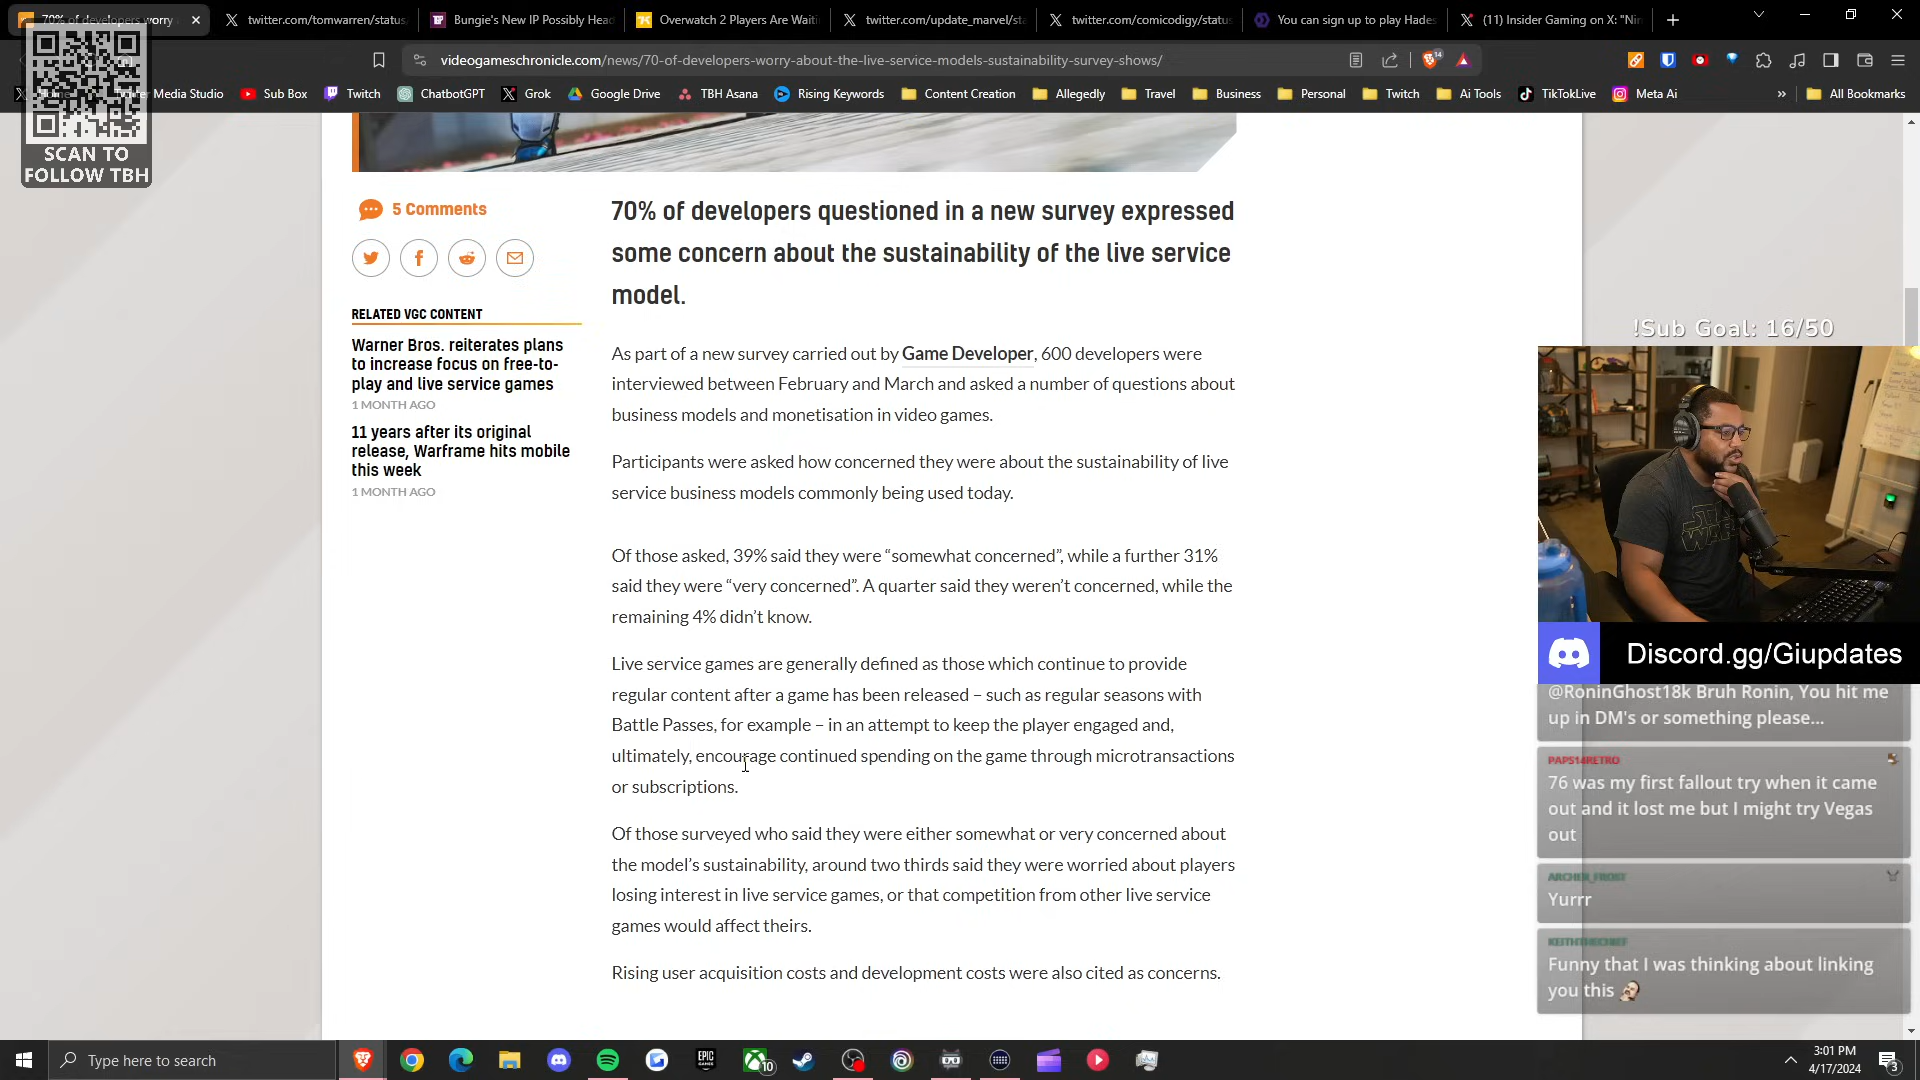 70% of developers worry
twitter.com/tomwarren/status,
Bungie's New IP Possibly Head
Overwatch 2 Players Are Waiti
twitter.com/update_marvel/sta
twitter.com/comicodigy/status
You can sign up to play Hades
(11) Insider Gaming on X: "Nin
videogameschronicle.com/news/70-of-developers-worry-about-the-live-service-models-sustainability-survey-shows/
14
Media Studio
Sub Box
Twitch
ChatbotGPT
Grok
Google Drive
TBH Asana
Rising Keywords
Content Creation
Allegedly
Travel
Business
Personal
Twitch
Ai Tools
TikTokLive
Meta Ai
All Bookmarks
SCAN TO
FOLLOW TBH
5 Comments
RELATED VGC CONTENT
Warner Bros. reiterates plans
to increase focus on free-to-
play and live service games
1 MONTH AGO
11 years after its original
release, Warframe hits mobile
this week
1 MONTH AGO
70% of developers questioned in a new survey expressed
some concern about the sustainability of the live service
model.
As part of a new survey carried out by Game Developer, 600 developers were
interviewed between February and March and asked a number of questions about
business models and monetisation in video games.
Participants were asked how concerned they were about the sustainability of live
service business models commonly being used today.
Of those asked, 39% said they were “somewhat concerned”, while a further 31%
said they were “very concerned”. A quarter said they weren’t concerned, while the
remaining 4% didn’t know.
Live service games are generally defined as those which continue to provide
regular content after a game has been released – such as regular seasons with
Battle Passes, for example – in an attempt to keep the player engaged and,
ultimately, encourage continued spending on the game through microtransactions
or subscriptions.
Of those surveyed who said they were either somewhat or very concerned about
the model’s sustainability, around two thirds said they were worried about players
losing interest in live service games, or that competition from other live service
games would affect theirs.
Rising user acquisition costs and development costs were also cited as concerns.
!Sub Goal: 16/50
STAR
WARS
Discord.gg/Giupdates
@RoninGhost18k Bruh Ronin, You hit me
up in DM's or something please...
PAPS14RETRO
76 was my first fallout try when it came
out and it lost me but I might try Vegas
out
ARCHER_FROST
Yurrr
KEITHTHECHIEF
Funny that I was thinking about linking
you this
Type here to search
EPIC
GAMES
10
3:01 PM
4/17/2024
3